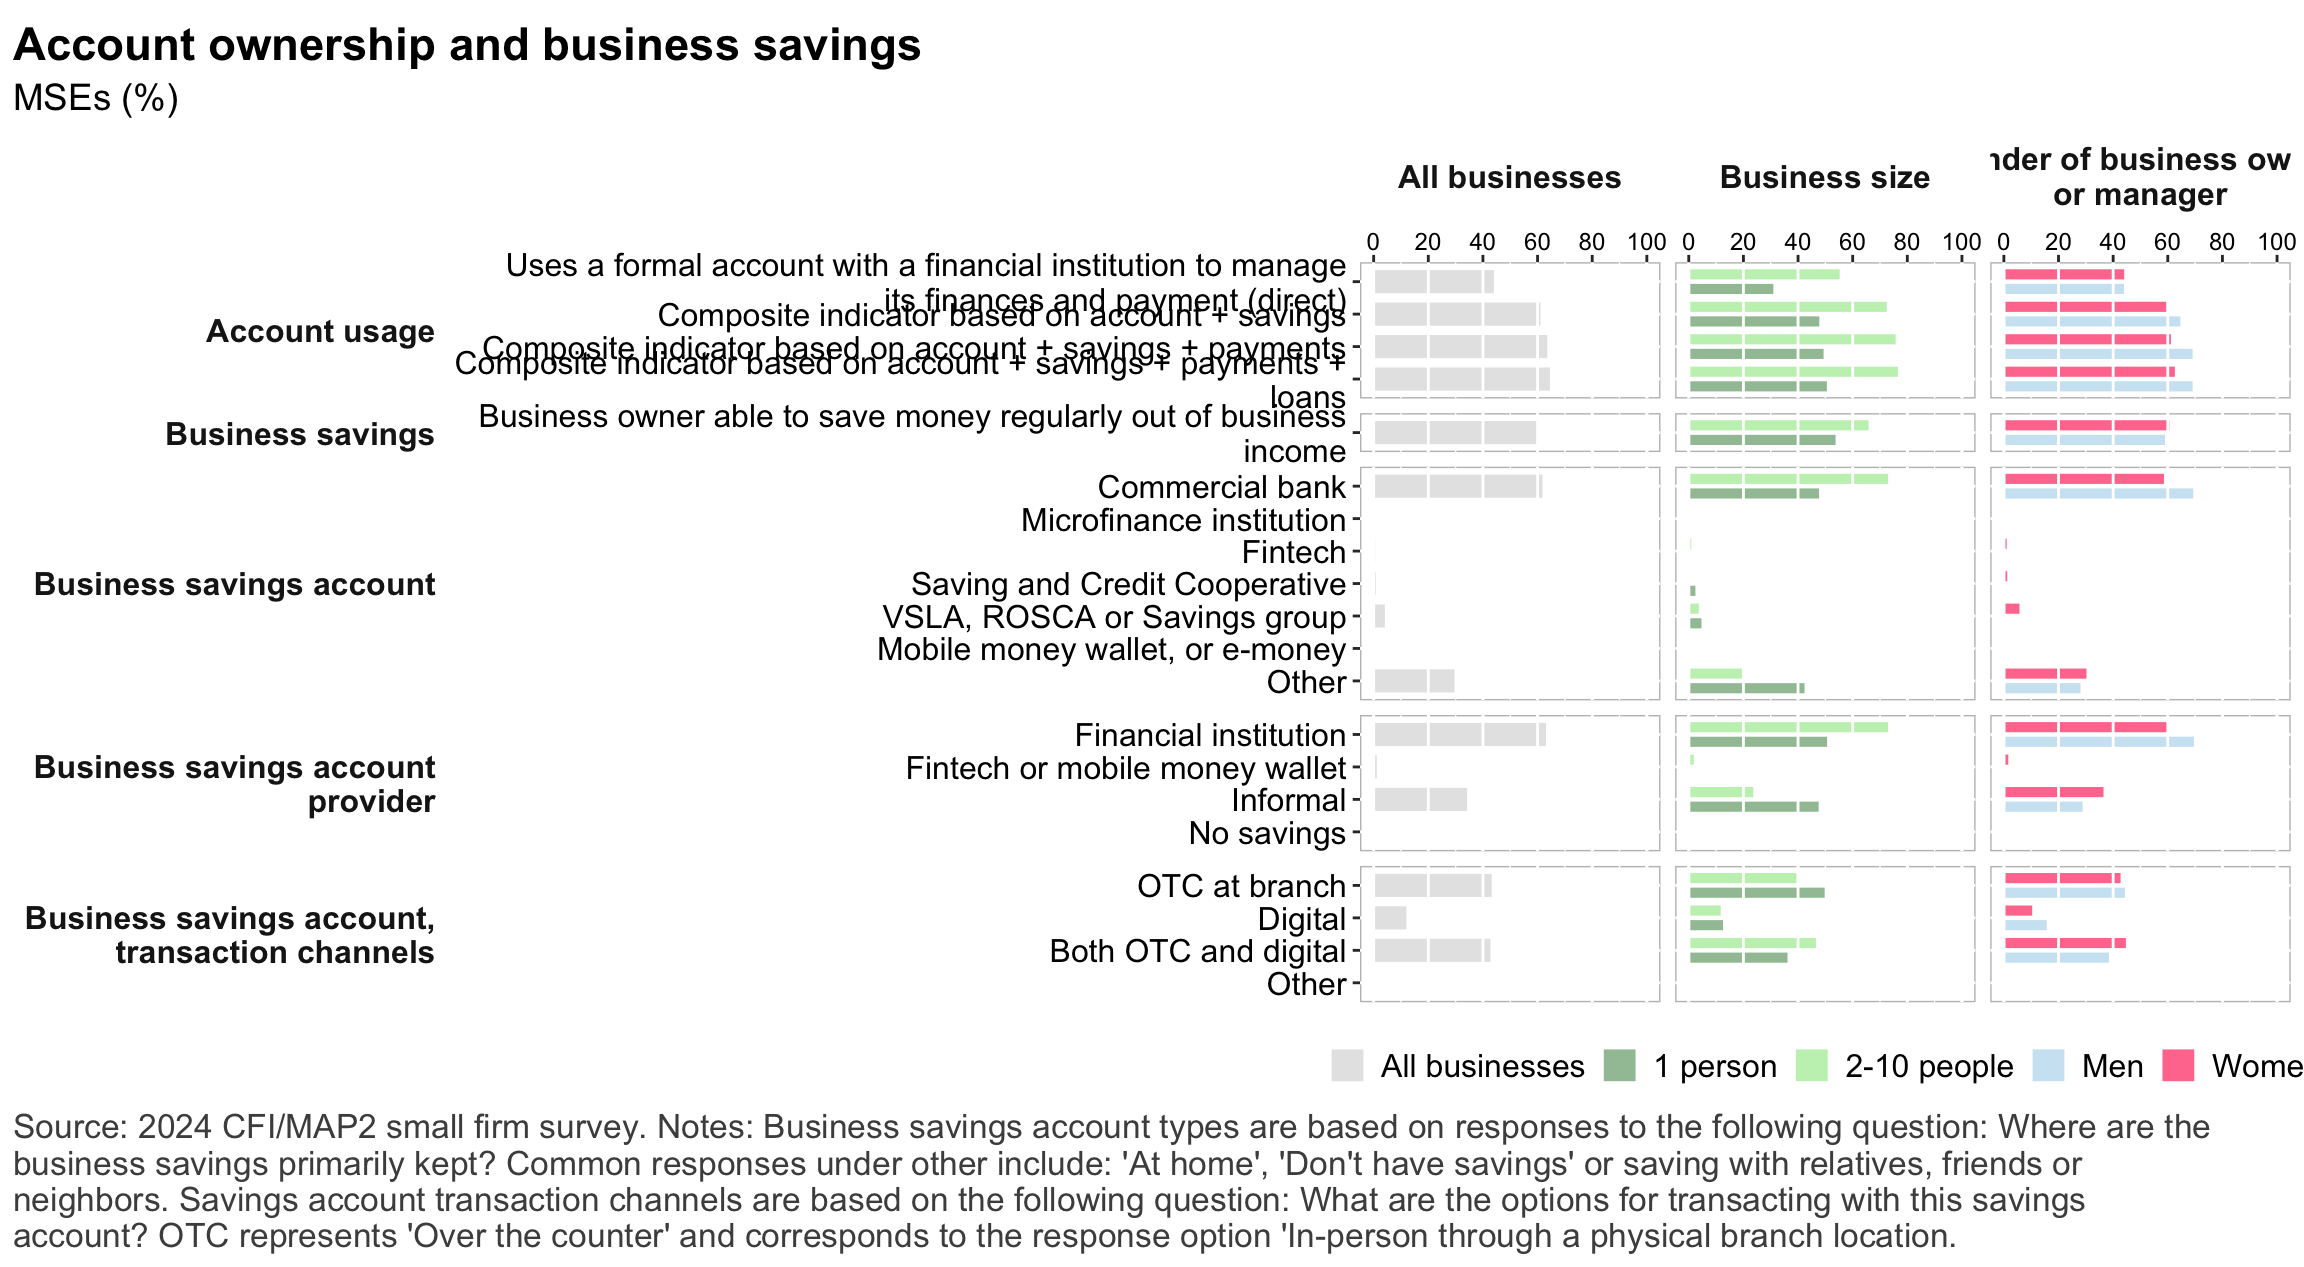 Account ownership and business savings
MSEs (%)
All businesses
Business size
nder of business ow
or manager
0 20 40 60 80 100 0 20 40 60 80 100 0 20 40 60 80 100
Account usage
Uses a formal account with a financial institution to manage
its finances and payment (direct)
Composite indicator based on account + savings
Composite indicator based on account + savings + payments
Composite indicator based on account + savings + payments +
loans
Business savings
Business owner able to save money regularly out of business
income
Business savings account
Commercial bank
Microfinance institution
Fintech
Saving and Credit Cooperative
VSLA, ROSCA or Savings group
Mobile money wallet, or e-money
Other
Business savings account
provider
Financial institution
Fintech or mobile money wallet
Informal
No savings
Business savings account,
transaction channels
OTC at branch
Digital
Both OTC and digital
Other
All businesses 1 person 2-10 people Men Wome
Source: 2024 CFI/MAP2 small firm survey. Notes: Business savings account types are based on responses to the following question: Where are the
business savings primarily kept? Common responses under other include: 'At home', 'Don't have savings' or saving with relatives, friends or
neighbors. Savings account transaction channels are based on the following question: What are the options for transacting with this savings
account? OTC represents 'Over the counter' and corresponds to the response option 'In-person through a physical branch location.